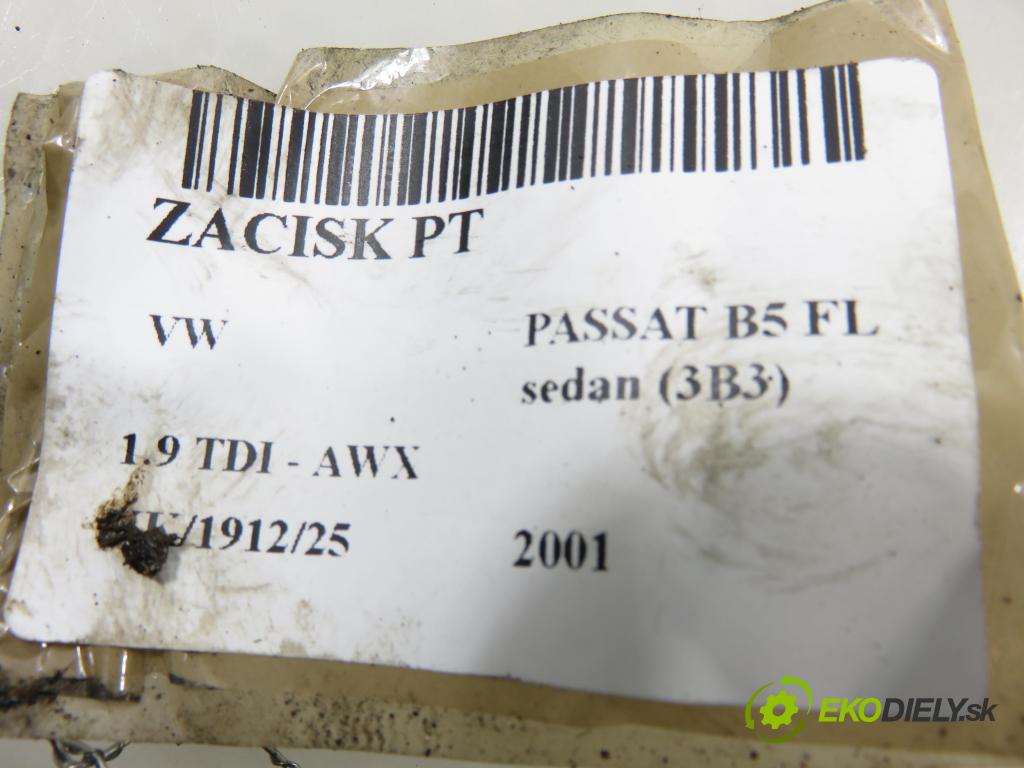 ZACISK PT
VW
PASSAT B5 FL
sedan (3B3)
1.9 TDI - AWX
/1912/25
2001
EKODIELY.sk